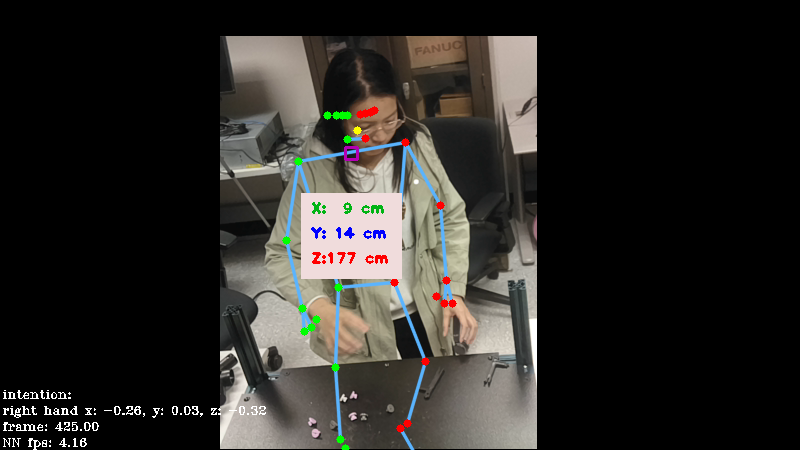 FANUC
X: 9 cm
Y: 14 cm
Z:177 cm
intention:
right hand x: -0.26, y: 0.03, z: -0.32
frame: 425.00
NN fps: 4.16